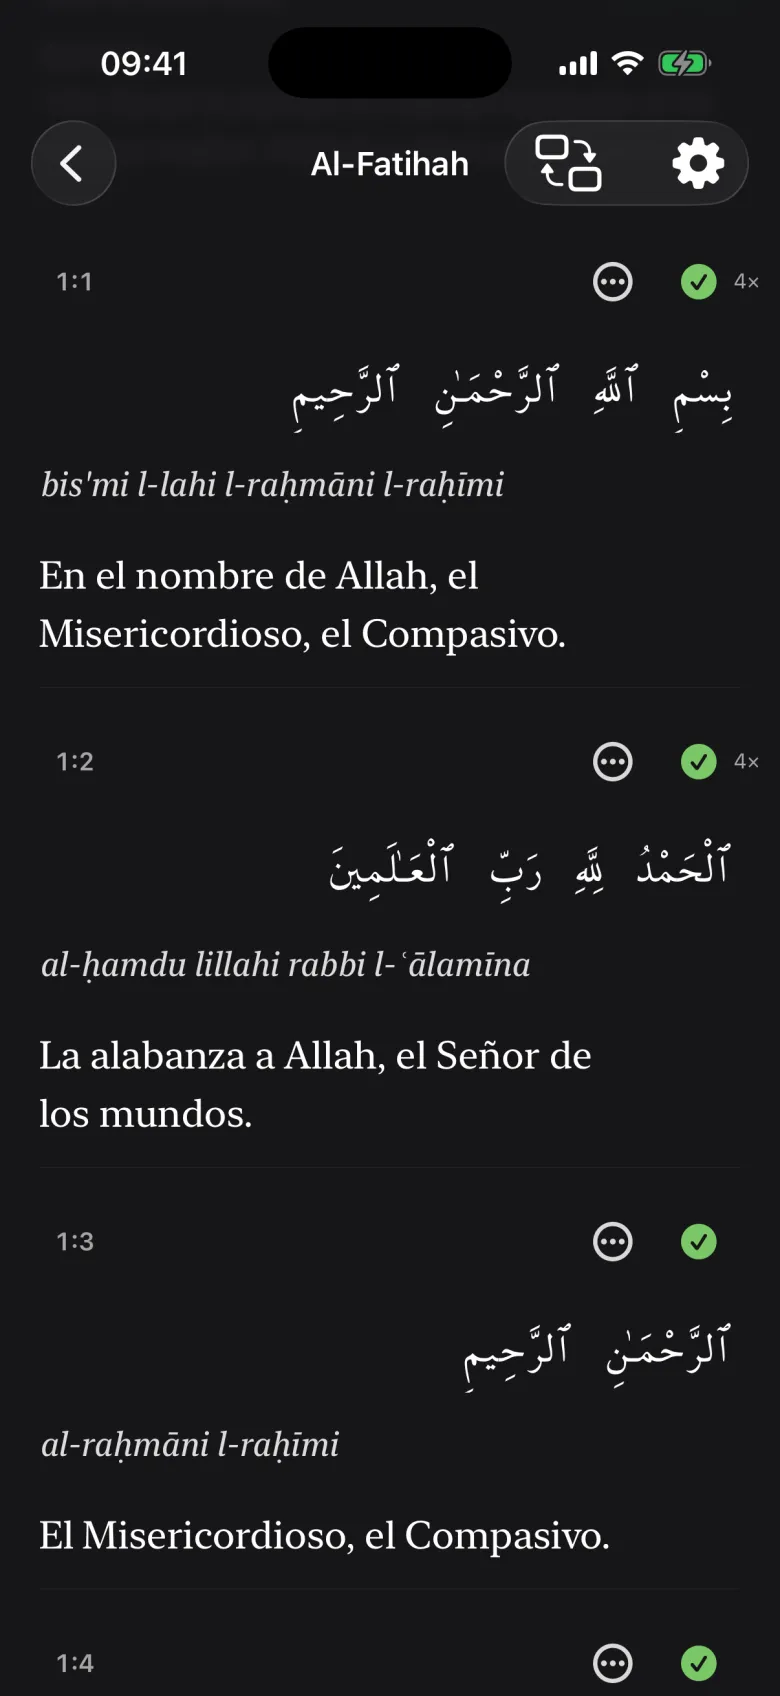 09:41
Al-Fatihah
1:1
4×
بِسْمِ ٱللَّهِ ٱلرَّحْمَـٰنِ ٱلرَّحِيمِ
bis'mi l-lahi l-raḥmāni l-raḥīmi
En el nombre de Allah, el
Misericordioso, el Compasivo.
1:2
4×
ٱلْحَمْدُ لِلَّهِ رَبِّ ٱلْعَـٰلَمِينَ
al-ḥamdu lillahi rabbi l-ʿālamīna
La alabanza a Allah, el Señor de
los mundos.
1:3
ٱلرَّحْمَـٰنِ ٱلرَّحِيمِ
al-raḥmāni l-raḥīmi
El Misericordioso, el Compasivo.
1:4